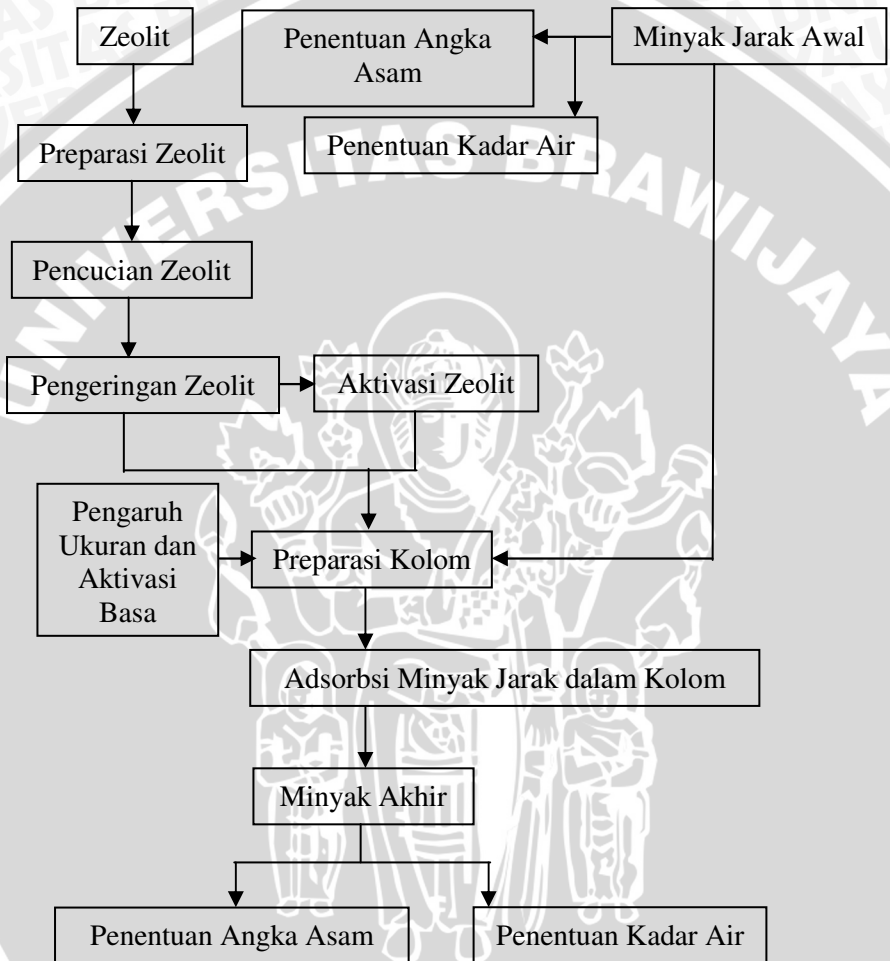 Zeolit
Penentuan Angka
Asam
Minyak Jarak Awal
Preparasi Zeolit
Penentuan Kadar Air
UNIVERSITAS BRAWIJAYA
Pencucian Zeolit
Pengeringan Zeolit
Aktivasi Zeolit
Pengaruh
Ukuran dan
Aktivasi
Basa
Preparasi Kolom
Adsorbsi Minyak Jarak dalam Kolom
Minyak Akhir
Penentuan Angka Asam
Penentuan Kadar Air